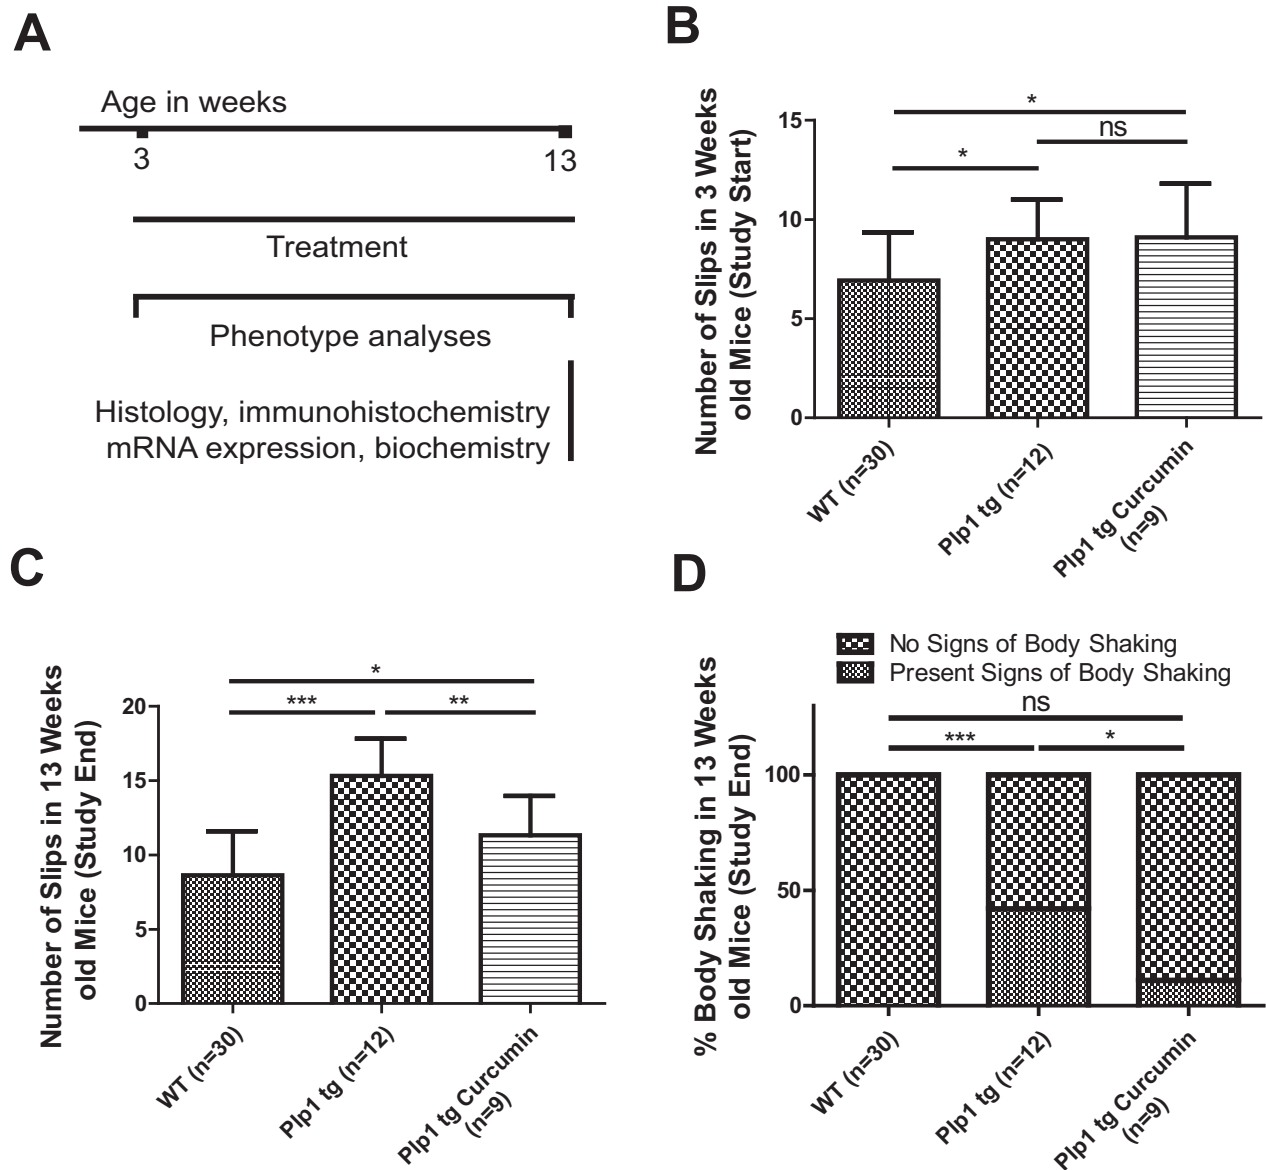 A
Age in weeks
3
13
Treatment
Phenotype analyses
Histology, immunohistochemistry
mRNA expression, biochemistry
B
Number of Slips in 3 Weeks
old Mice (Study Start)
15
10
5
0
*
ns
*
WT (n=30)
Plp1 tg (n=12)
Plp1 tg Curcumin
(n=9)
C
Number of Slips in 13 Weeks
old Mice (Study End)
20
15
10
5
0
*
***
**
WT (n=30)
Plp1 tg (n=12)
Plp1 tg Curcumin
(n=9)
D
No Signs of Body Shaking
Present Signs of Body Shaking
% Body Shaking in 13 Weeks
old Mice (Study End)
100
50
0
ns
***
*
WT (n=30)
Plp1 tg (n=12)
Plp1 tg Curcumin
(n=9)